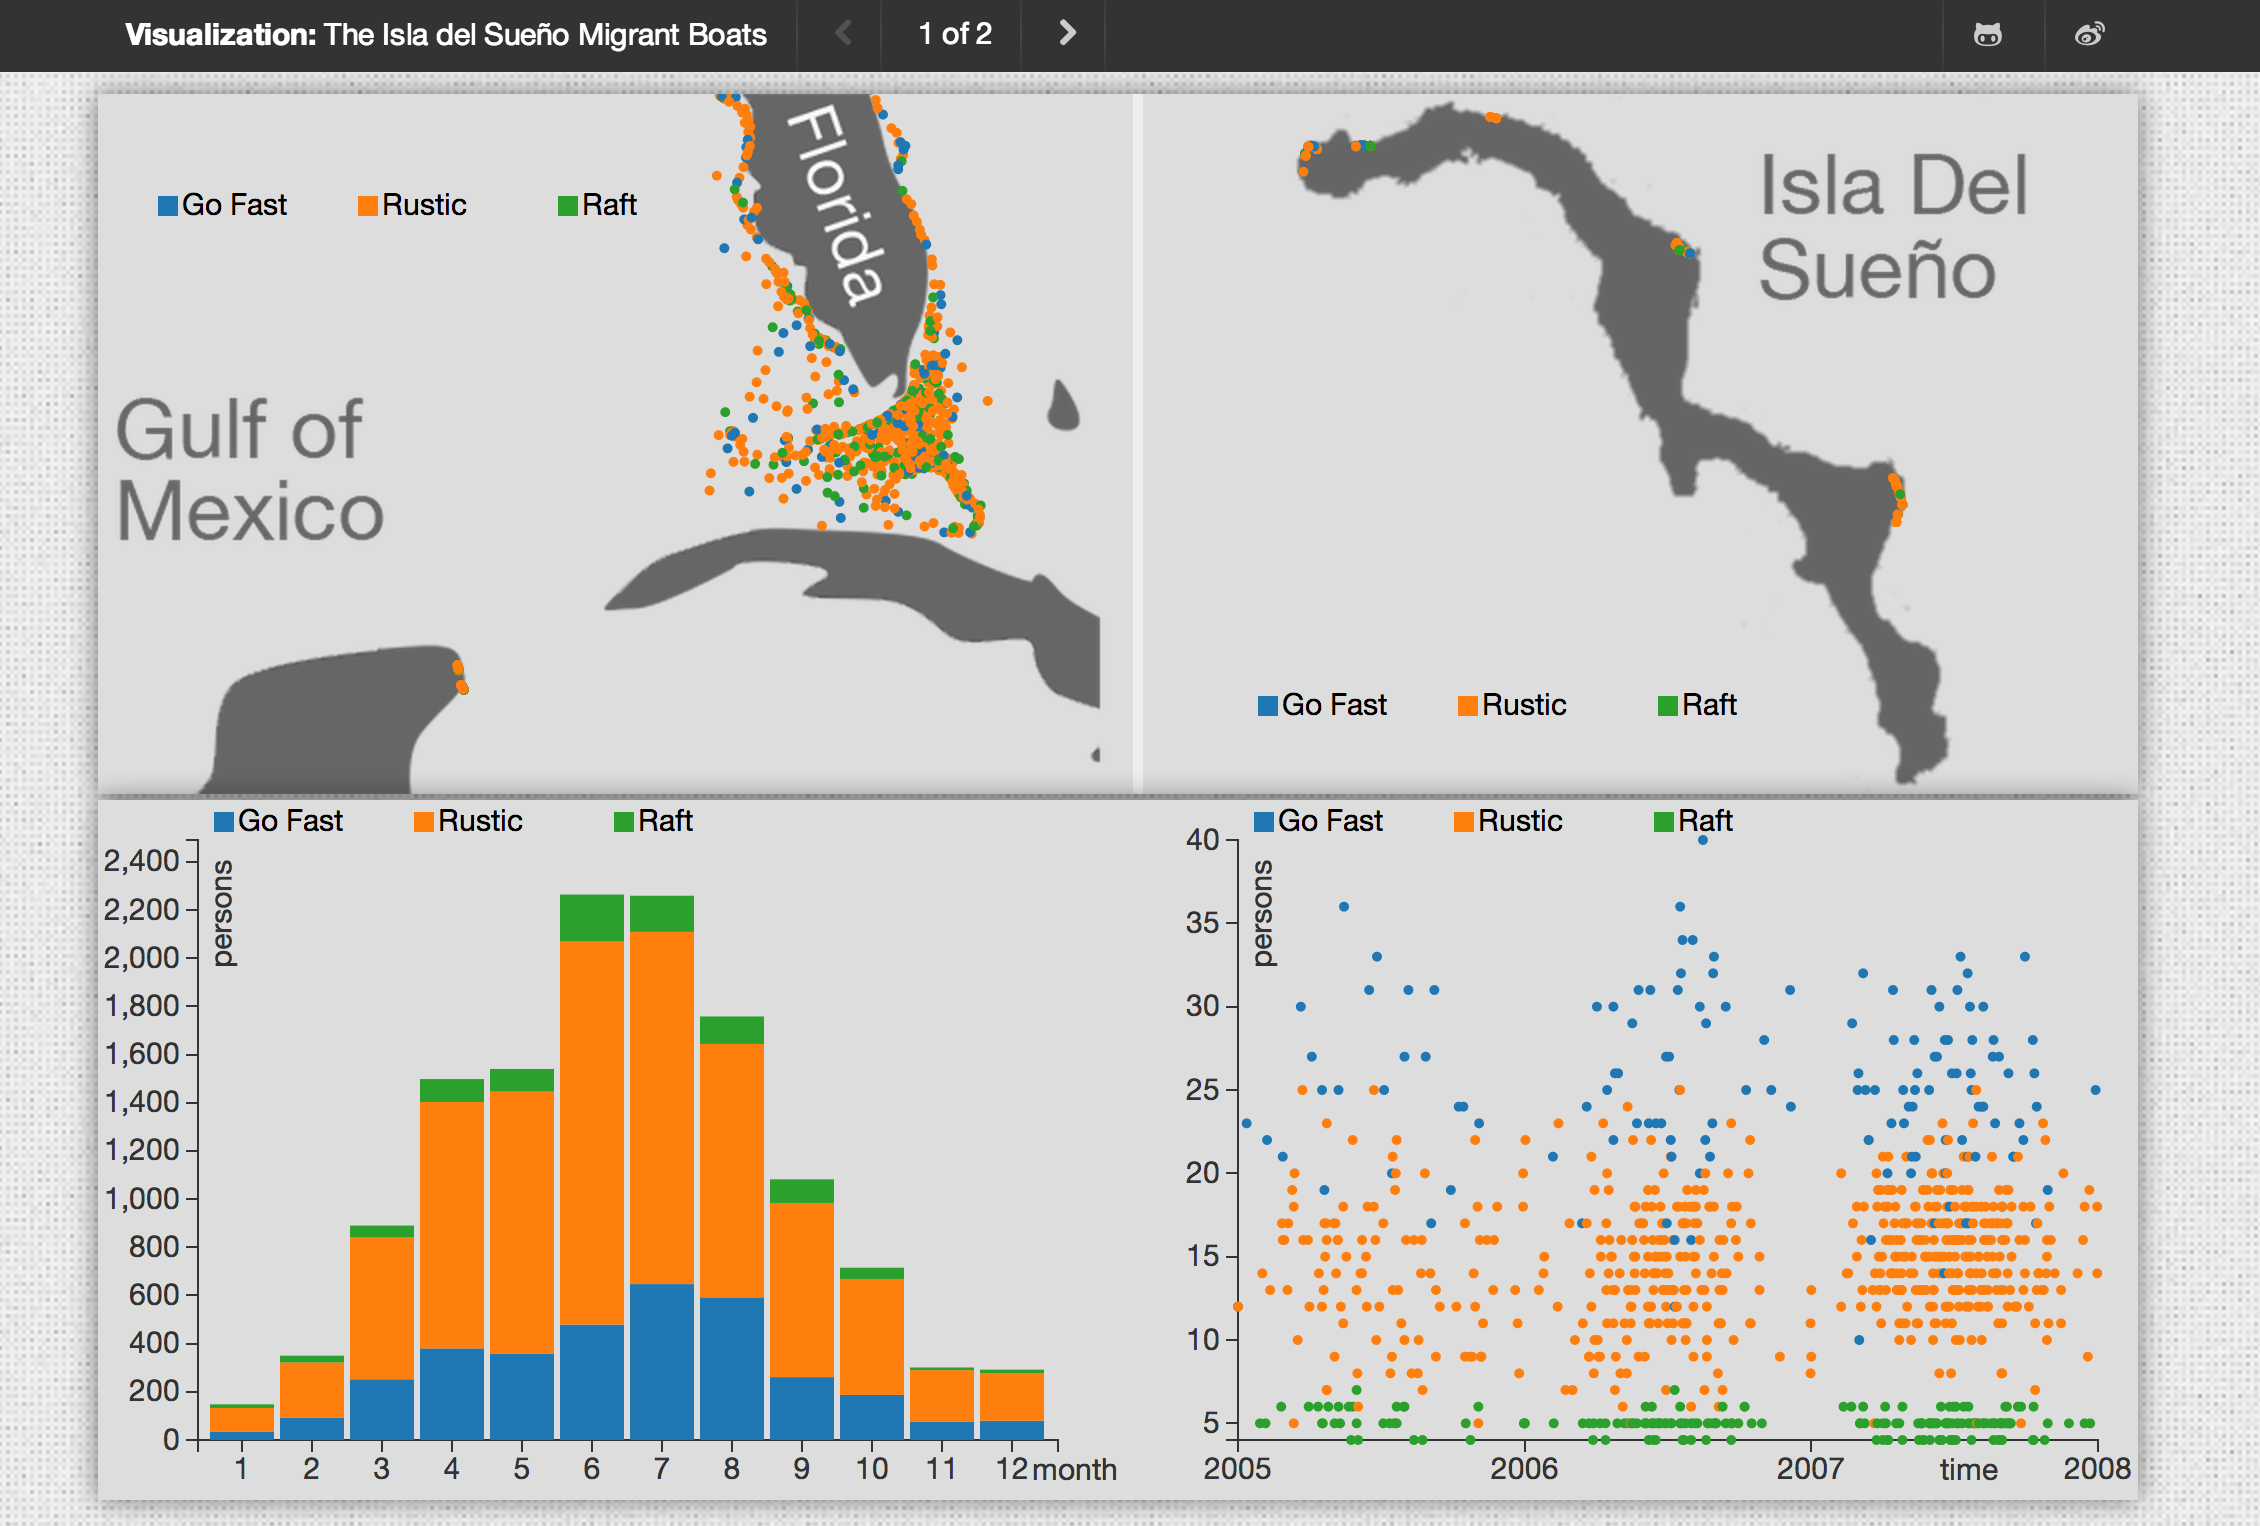 Visualization: The Isla del Sueño Migrant Boats
1 of 2
Go Fast Rustic Raft
Florida
Gulf of
Mexico
Isla Del
Sueño
Go Fast Rustic Raft
Go Fast Rustic Raft
persons
2,400
2,200
2,000
1,800
1,600
1,400
1,200
1,000
800
600
400
200
0
1 2 3 4 5 6 7 8 9 10 11 12 month
Go Fast Rustic Raft
persons
40
35
30
25
20
15
10
5
2005 2006 2007 time 2008